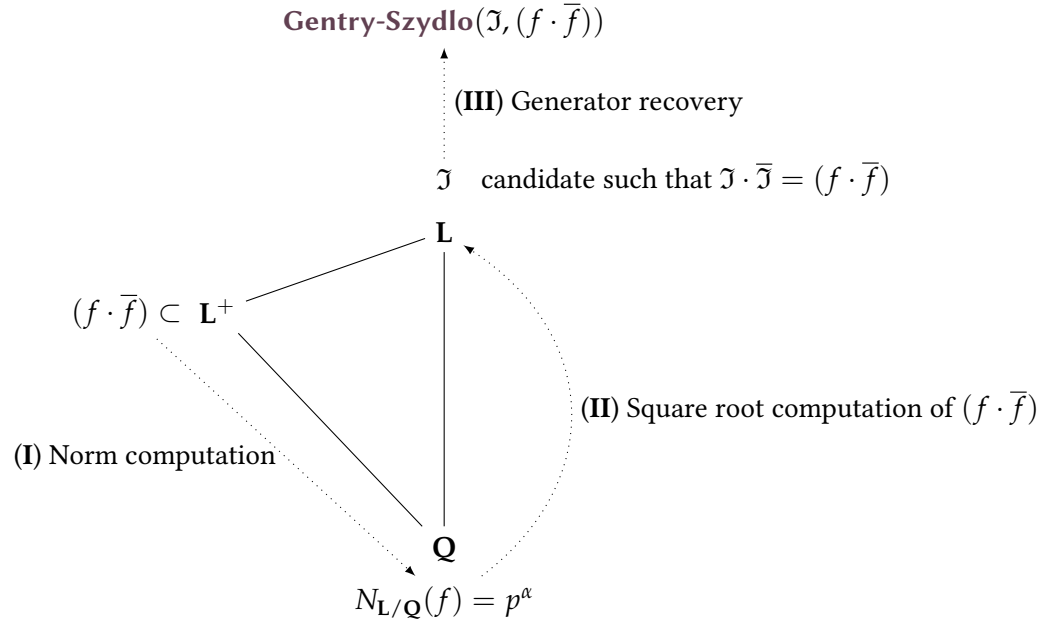 Gentry-Szydlo(ℑ, (f · f̅))
(III) Generator recovery
ℑ candidate such that ℑ · ℑ̅ = (f · f̅)
L
(f · f̅) ⊂ L⁺
(II) Square root computation of (f · f̅)
(I) Norm computation
Q
N_{L/Q}(f) = p^α